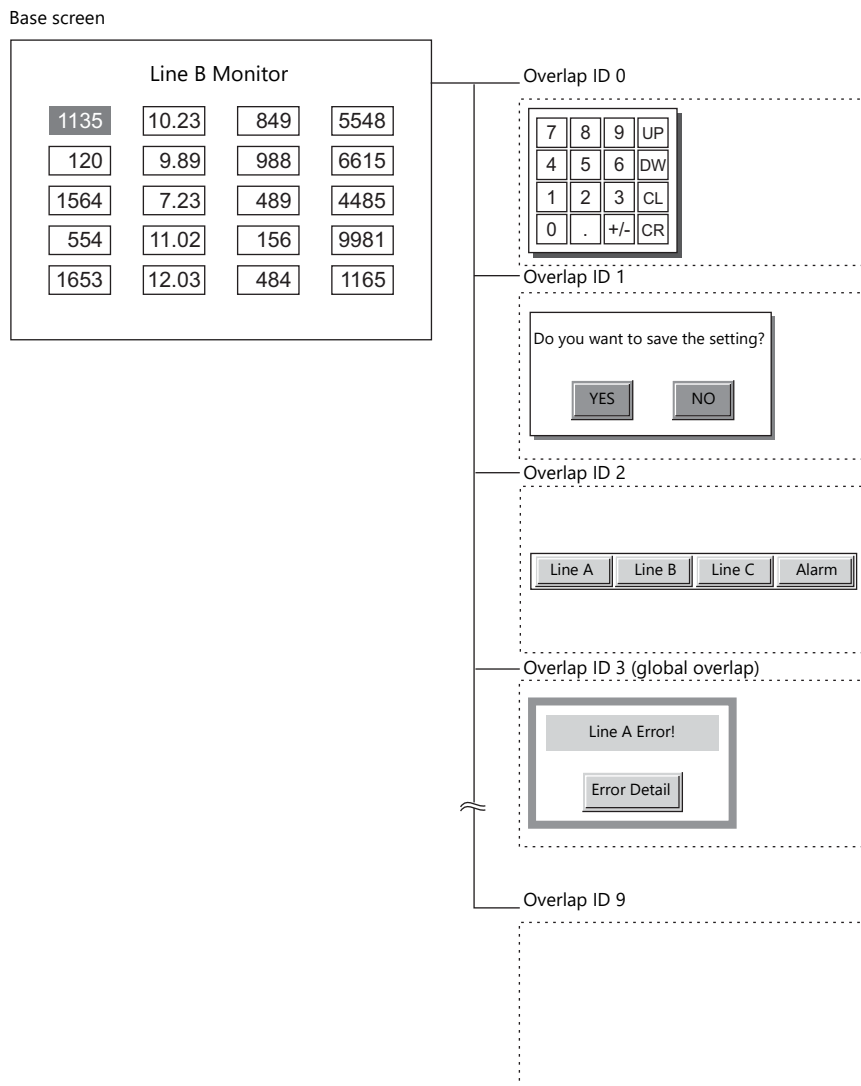 Base screen
Line B Monitor
1135 10.23 849 5548
120 9.89 988 6615
1564 7.23 489 4485
554 11.02 156 9981
1653 12.03 484 1165
Overlap ID 0
7 8 9 UP
4 5 6 DW
1 2 3 CL
0 . +/- CR
Overlap ID 1
Do you want to save the setting?
YES NO
Overlap ID 2
Line A Line B Line C Alarm
Overlap ID 3 (global overlap)
Line A Error!
Error Detail
Overlap ID 9